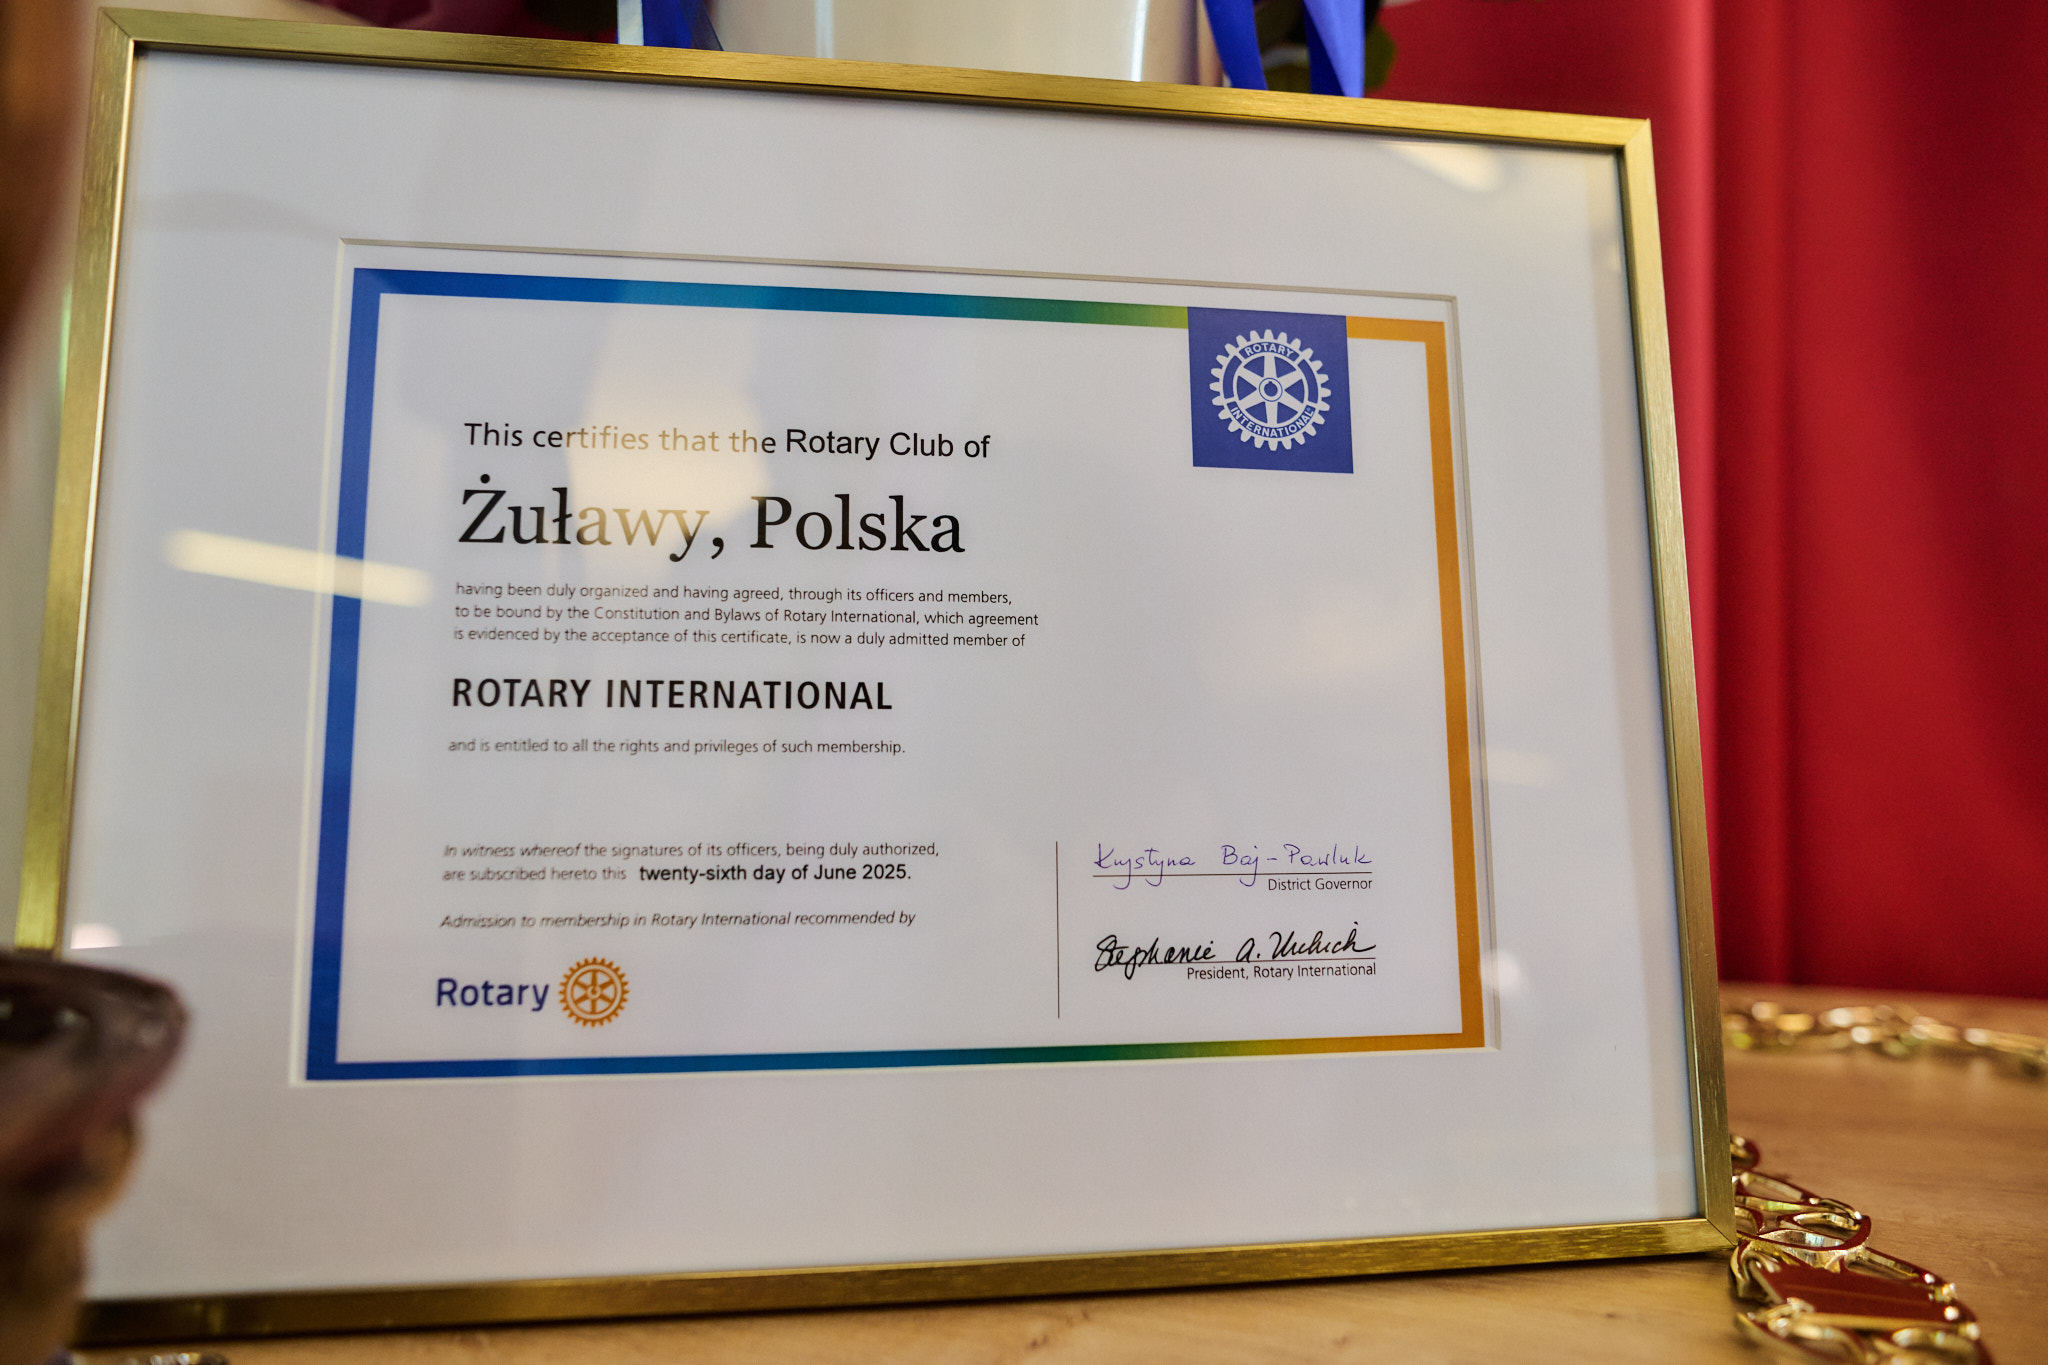 ROTARY
INTERNATIONAL
This certifies that the Rotary Club of
Żuławy, Polska
having been duly organized and having agreed, through its officers and members,
to be bound by the Constitution and Bylaws of Rotary International, which agreement
is evidenced by the acceptance of this certificate, is now a duly admitted member of
ROTARY INTERNATIONAL
and is entitled to all the rights and privileges of such membership.
In witness whereof the signatures of its officers, being duly authorized,
are subscribed hereto this twenty-sixth day of June 2025.
Admission to membership in Rotary International recommended by
Rotary
Krystyna Baj-Pawluk
District Governor
Stephanie A. Urchick
President, Rotary International